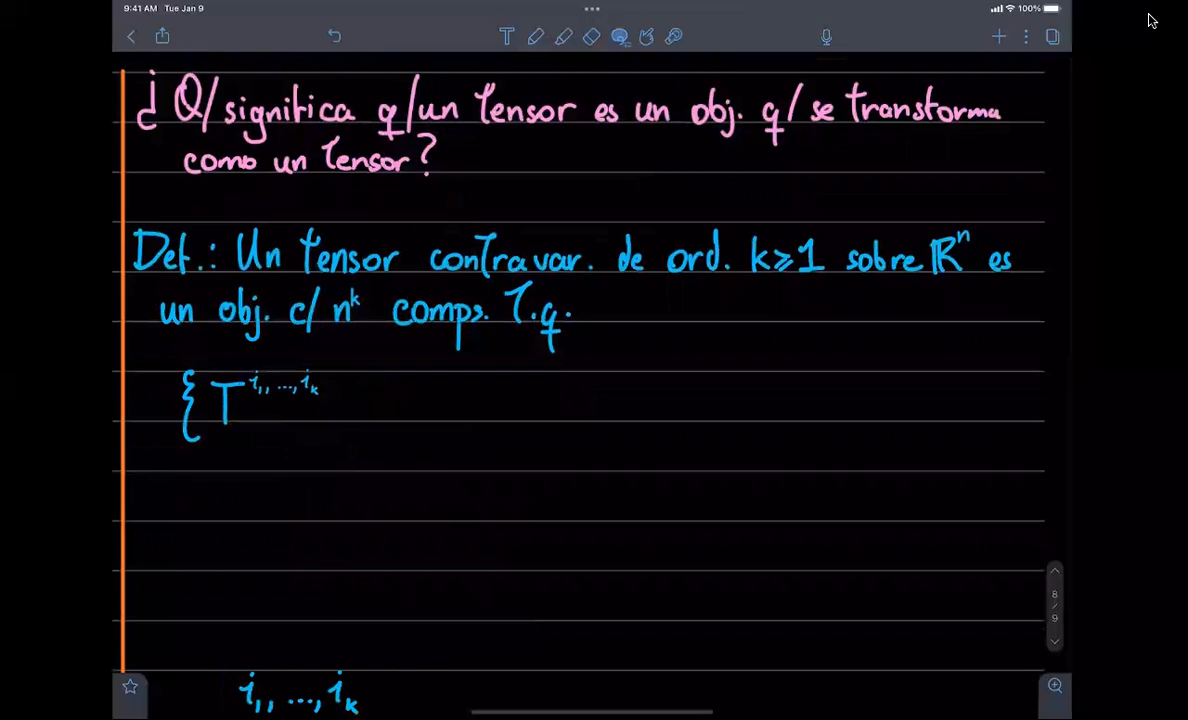 9:41 AM Tue Jan 9
100%
¿Q/significa q/un tensor es un obj. q/se transforma
como un tensor?
Def.: Un tensor contravar. de ord. k⩾1 sobre ℝⁿ es
un obj. c/ nᵏ comps. T.q.
{ T^{i₁, ..., iₖ}
8
/
9
i₁, ..., iₖ